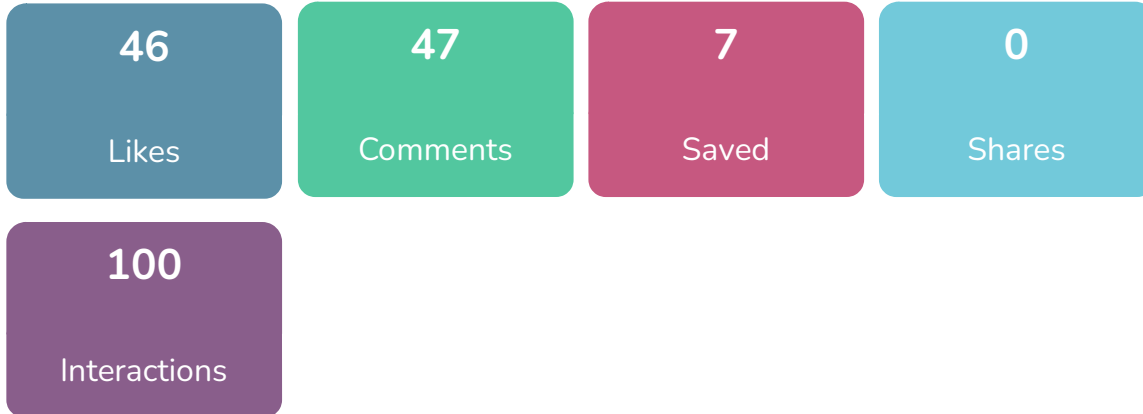 46
Likes
47
Comments
7
Saved
0
Shares
100
Interactions